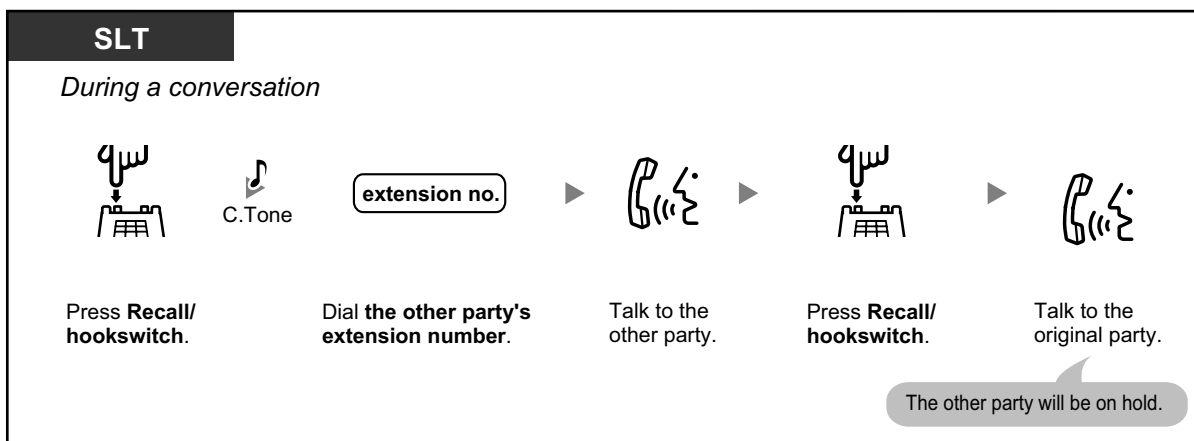 SLT
During a conversation
C.Tone
extension no.
Press Recall/
hookswitch.
Dial the other party's
extension number.
Talk to the
other party.
Press Recall/
hookswitch.
Talk to the
original party.
The other party will be on hold.